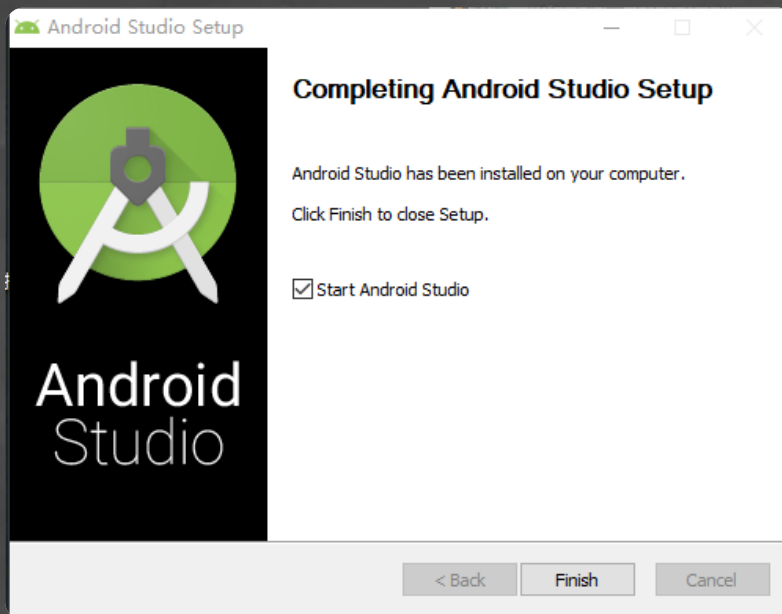 Android Studio Setup
Completing Android Studio Setup
Android Studio has been installed on your computer.
Click Finish to close Setup.
Start Android Studio
Android
Studio
< Back
Finish
Cancel